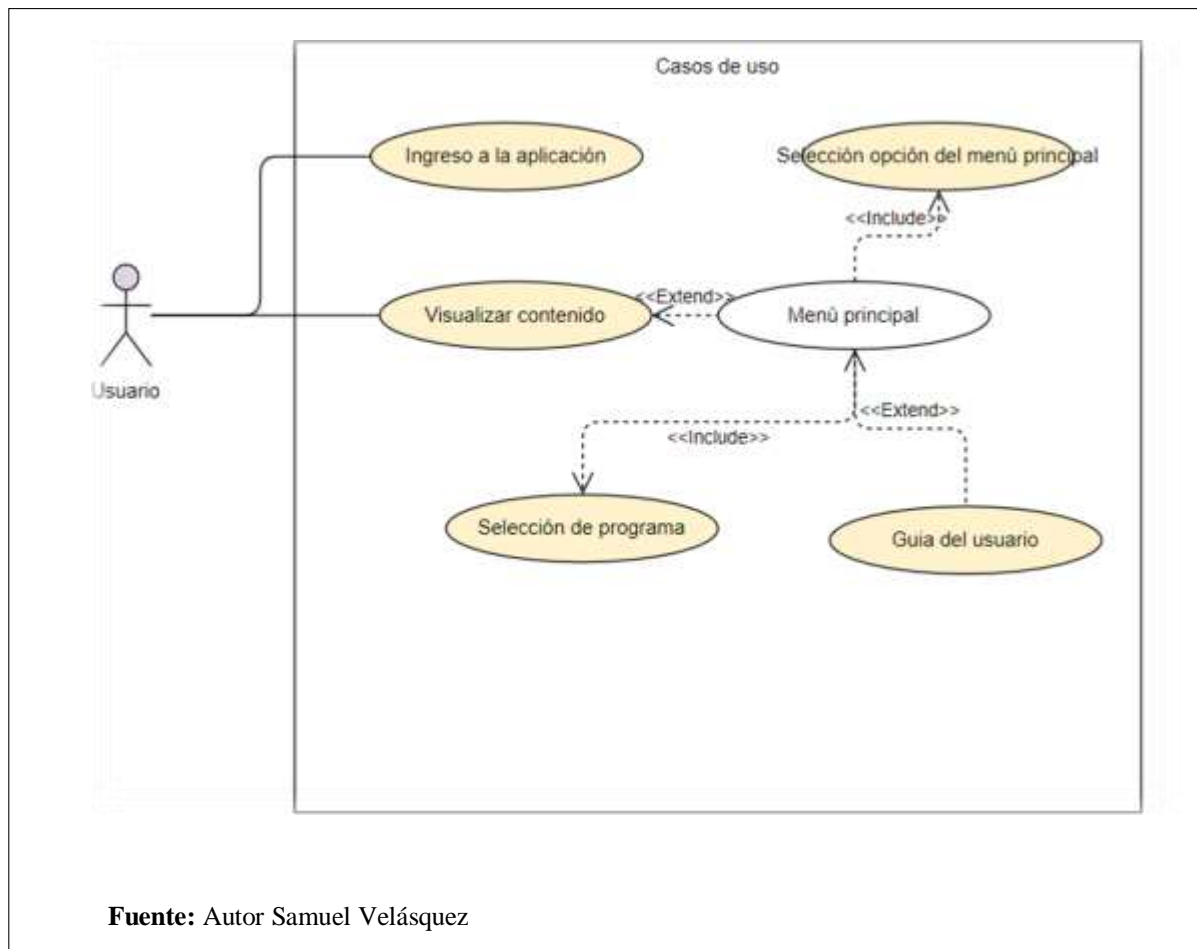 Casos de uso
Ingreso a la aplicación
Selección opción del menú principal
<<Include>>
<<Extend>>
Visualizar contenido
Menú principal
Usuario
<<Extend>>
<<Include>>
Selección de programa
Guia del usuario
Fuente: Autor Samuel Velásquez